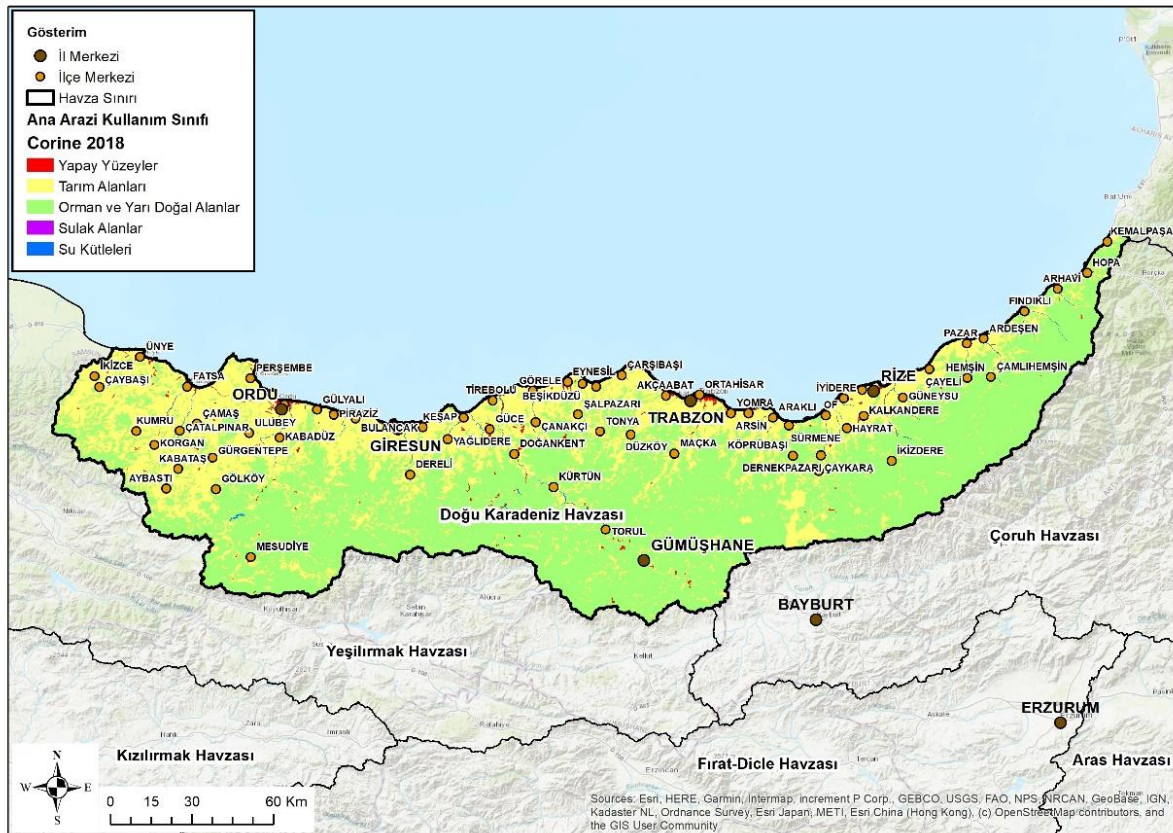 Gösterim
İl Merkezi
İlçe Merkezi
Havza Sınırı
Ana Arazi Kullanım Sınıfı
Corine 2018
Yapay Yüzeyler
Tarım Alanları
Orman ve Yarı Doğal Alanlar
Sulak Alanlar
Su Kütleleri
KEMALPAŞA
HOPA
ARHAVİ
FINDIKLI
ARDEŞEN
PAZAR
HEMŞİN
ÇAMLIHEMŞİN
ÇAYELİ
RİZE
GÜNEYSU
İYİDERE
OF
KALKANDERE
HAYRAT
İKİZDERE
ÜNYE
İKİZCE
ÇAYBAŞI
FATSA
PERŞEMBE
ORDU
GÜLYALI
PİRAZİZ
BULANCAK
GİRESUN
KEŞAP
TİREBOLU
GÖRELE
EYNESİL
BEŞİKDÜZÜ
ÇARŞIBAŞI
AKÇAABAT
ORTAHİSAR
TRABZON
YOMRA
ARSİN
ARAKLI
KÖPRÜBAŞI
SÜRMENE
DERNEKPAZARI
ÇAYKARA
KUMRU
ÇAMAŞ
ÇATALPINAR
ULUBEY
KABADÜZ
KORGAN
GÜRGENTEPE
KABATAŞ
AYBASTI
GÖLKÖY
MESUDİYE
DERELİ
YAĞLIDERE
GÜCE
DOĞANKENT
ÇANAKÇI
ŞALPAZARI
TONYA
DÜZKÖY
MAÇKA
KÜRTÜN
TORUL
GÜMÜŞHANE
Doğu Karadeniz Havzası
Çoruh Havzası
BAYBURT
Yeşilırmak Havzası
ERZURUM
Erzurum
Kızılırmak Havzası
Fırat-Dicle Havzası
Aras Havzası
N
W E
S
0 15 30 60 Km
Sources: Esri, HERE, Garmin, Intermap, increment P Corp., GEBCO, USGS, FAO, NPS, NRCAN, GeoBase, IGN,
Kadaster NL, Ordnance Survey, Esri Japan, METI, Esri China (Hong Kong), (c) OpenStreetMap contributors, and
the GIS User Community